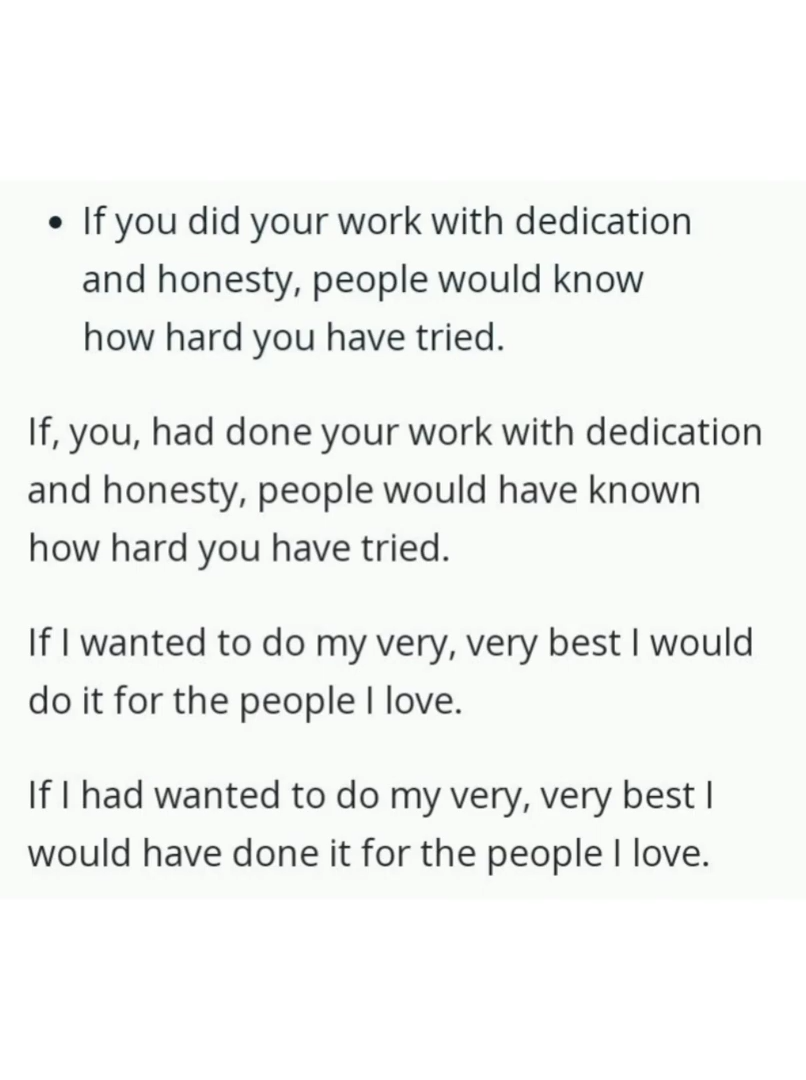 • If you did your work with dedication
and honesty, people would know
how hard you have tried.
If, you, had done your work with dedication
and honesty, people would have known
how hard you have tried.
If I wanted to do my very, very best I would
do it for the people I love.
If I had wanted to do my very, very best I
would have done it for the people I love.